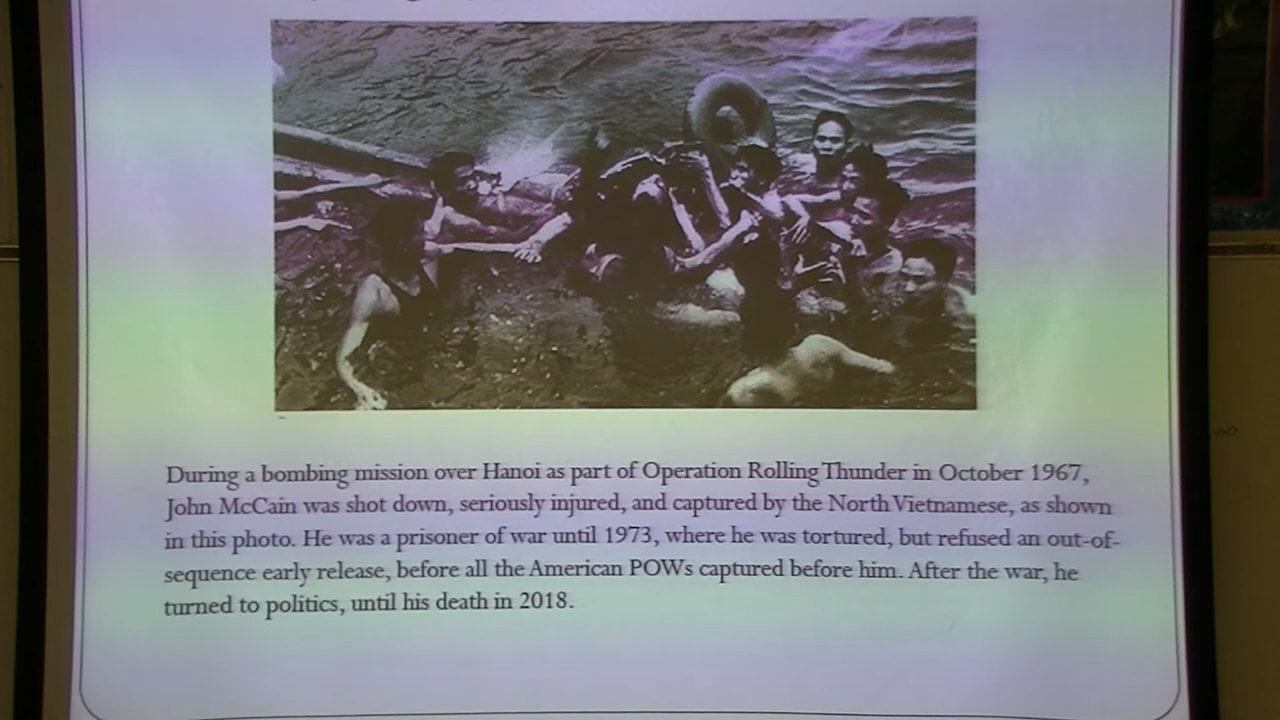 During a bombing mission over Hanoi as part of Operation Rolling Thunder in October 1967,
John McCain was shot down, seriously injured, and captured by the North Vietnamese, as shown
in this photo. He was a prisoner of war until 1973, where he was tortured, but refused an out-of-
sequence early release, before all the American POWs captured before him. After the war, he
turned to politics, until his death in 2018.